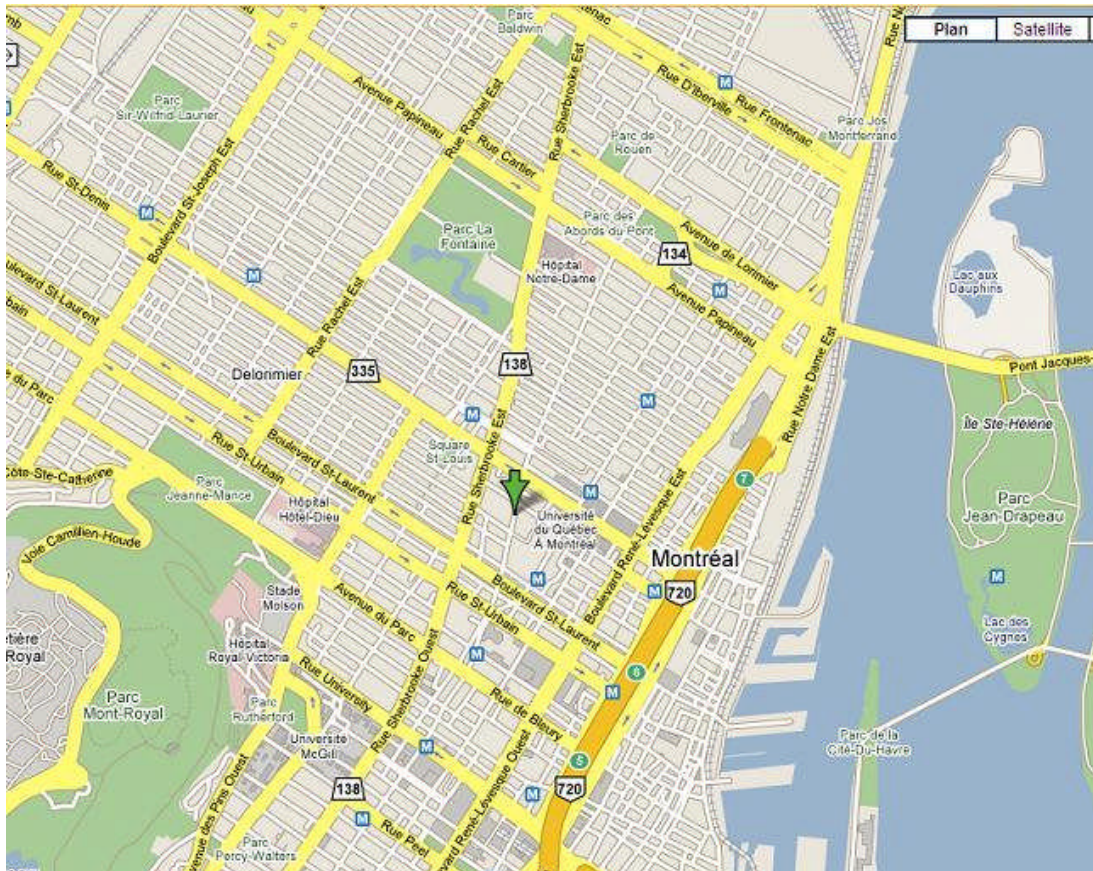 Parc
Baldwin
Plan
Satellite
Avenue Papineau
Rue Rachel Est
Rue Sherbrooke Est
Rue D'Iberville
Rue Frontenac
M
Parc
Sir-Wilfrid-Laurier
Rue Cartier
Parc de
Rouen
Parc Jos
Montferrand
Rue St-Denis
Boulevard St-Joseph Est
M
Parc La
Fontaine
Parc des
Abords du Pont
134
Avenue de Lorimier
Hôpital
Notre-Dame
M
M
Lac aux
Dauphins
Boulevard St-Laurent
Rue Rachel Est
Avenue Papineau
Rue Notre Dame Est
Delorimier
335
138
Pont Jacques-
du Parc
M
M
Île Ste-Hélène
Rue St-Urbain
Boulevard St-Laurent
Square
St-Louis
Rue Sherbrooke Est
Côte-Ste-Catherine
Parc
Jeanne-Mance
Hôpital
Hôtel-Dieu
7
M
Parc
Jean-Drapeau
Université
du Québec
À Montréal
Boulevard René-Lévesque Est
Voie Camillien-Houde
Montréal
M
M
720
M
Stade
Molson
Avenue du Parc
Rue St-Urbain
Boulevard St-Laurent
Lac des
Cygnes
Hôpital
Royal-Victoria
M
6
M
Parc
Mont-Royal
Parc
Rutherford
Rue University
Rue Sherbrooke Ouest
Rue de Bleury
Université
McGill
M
Parc de la
Cité-Du-Havre
5
138
720
M
M
Avenue des Pins Ouest
René-Lévesque Ouest
Rue Peel
Parc
Percy-Walters